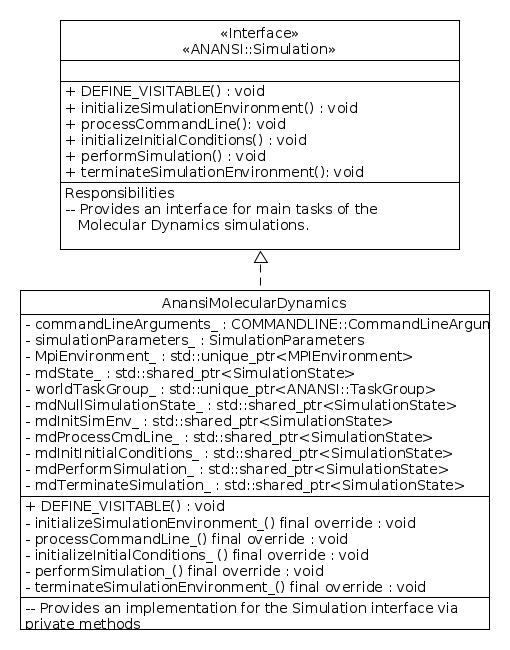 «Interface»
«ANANSI::Simulation»
+ DEFINE_VISITABLE() : void
+ initializeSimulationEnvironment() : void
+ processCommandLine(): void
+ initializeInitialConditions() : void
+ performSimulation() : void
+ terminateSimulationEnvironment(): void
Responsibilities
-- Provides an interface for main tasks of the
Molecular Dynamics simulations.
AnansiMolecularDynamics
- commandLineArguments_ : COMMANDLINE::CommandLineArgun
- simulationParameters_ : SimulationParameters
- MpiEnvironment_ : std::unique_ptr<MPIEnvironment>
- mdState_ : std::shared_ptr<SimulationState>
- worldTaskGroup_ : std::unique_ptr<ANANSI::TaskGroup>
- mdNullSimulationState_ : std::shared_ptr<SimulationState>
- mdInitSimEnv_ : std::shared_ptr<SimulationState>
- mdProcessCmdLine_ : std::shared_ptr<SimulationState>
- mdInitInitialConditions_ : std::shared_ptr<SimulationState>
- mdPerformSimulation_ : std::shared_ptr<SimulationState>
- mdTerminateSimulation_ : std::shared_ptr<SimulationState>
+ DEFINE_VISITABLE() : void
- initializeSimulationEnvironment_() final override : void
- processCommandLine_() final override : void
- initializeInitialConditions_() final override : void
- performSimulation_() final override : void
- terminateSimulationEnvironment_() final override : void
-- Provides an implementation for the Simulation interface via
private methods